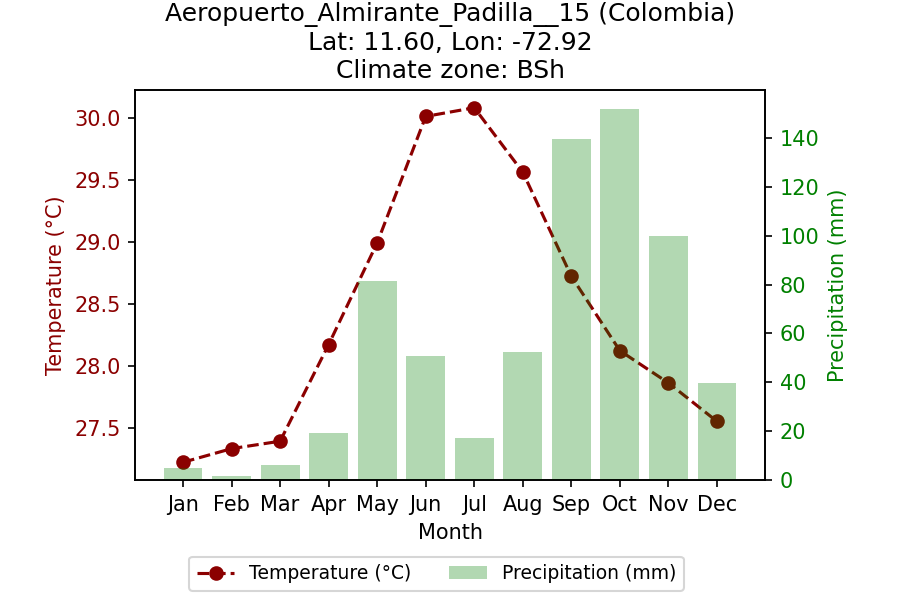 Aeropuerto_Almirante_Padilla__15 (Colombia)
Lat: 11.60, Lon: -72.92
Climate zone: BSh
30.0
29.5
29.0
28.5
28.0
27.5
Temperature (°C)
140
120
100
80
60
40
20
0
Precipitation (mm)
Jan Feb Mar Apr May Jun Jul Aug Sep Oct Nov Dec
Month
Temperature (°C) Precipitation (mm)